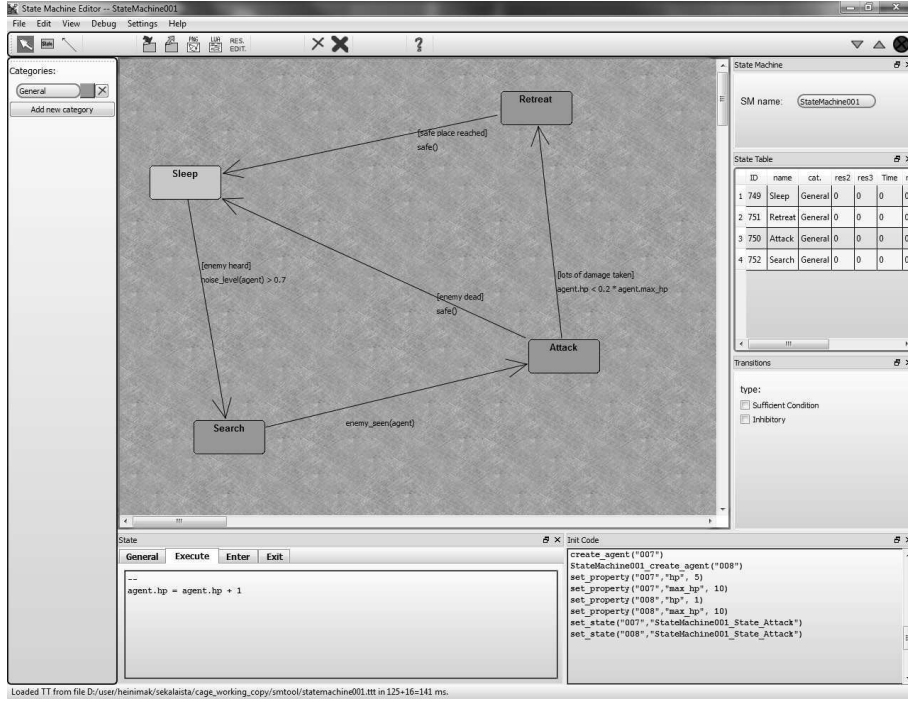 State Machine Editor -- StateMachine001
File Edit View Debug Settings Help
State PNG LUA RES. EDIT. ?
Categories:
General
Add new category
Retreat
[safe place reached]
safe()
Sleep
[enemy heard]
noise_level(agent) > 0.7
[lots of damage taken]
agent.hp < 0.2 * agent.max_hp
[enemy dead]
safe()
Attack
Search
enemy_seen(agent)
State Machine
SM name: StateMachine001
State Table
ID name cat. res2 res3 Time
1 749 Sleep General 0 0 0
2 751 Retreat General 0 0 0
3 750 Attack General 0 0 0
4 752 Search General 0 0 0
Transitions
type:
Sufficient Condition
Inhibitory
State
General Execute Enter Exit
--
agent.hp = agent.hp + 1
Init Code
create_agent("007")
StateMachine001_create_agent("008")
set_property("007","hp", 5)
set_property("007","max_hp", 10)
set_property("008","hp", 1)
set_property("008","max_hp", 10)
set_state("007","StateMachine001_State_Attack")
set_state("008","StateMachine001_State_Attack")
Loaded TT from file D:/user/heinimak/sekalaista/cage_working_copy/smtool/statemachine001.ttt in 125+16=141 ms.